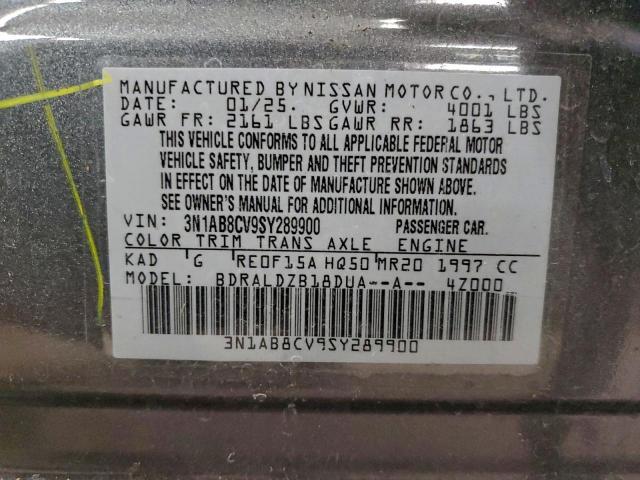 MANUFACTURED BY NISSAN MOTOR CO., LTD.
DATE: 01/25. GVWR: 4001 LBS
GAWR FR: 2161 LBS GAWR RR: 1863 LBS
THIS VEHICLE CONFORMS TO ALL APPLICABLE FEDERAL MOTOR
VEHICLE SAFETY, BUMPER AND THEFT PREVENTION STANDARDS
IN EFFECT ON THE DATE OF MANUFACTURE SHOWN ABOVE.
SEE OWNER'S MANUAL FOR ADDITIONAL INFORMATION.
VIN: 3N1AB8CV9SY289900 PASSENGER CAR.
COLOR TRIM TRANS AXLE ENGINE
KAD G RE0F15A HQ50 MR20 1997 CC
MODEL: BDRALDZB18DUA--A-- 4Z000
3N1AB8CV9SY289900